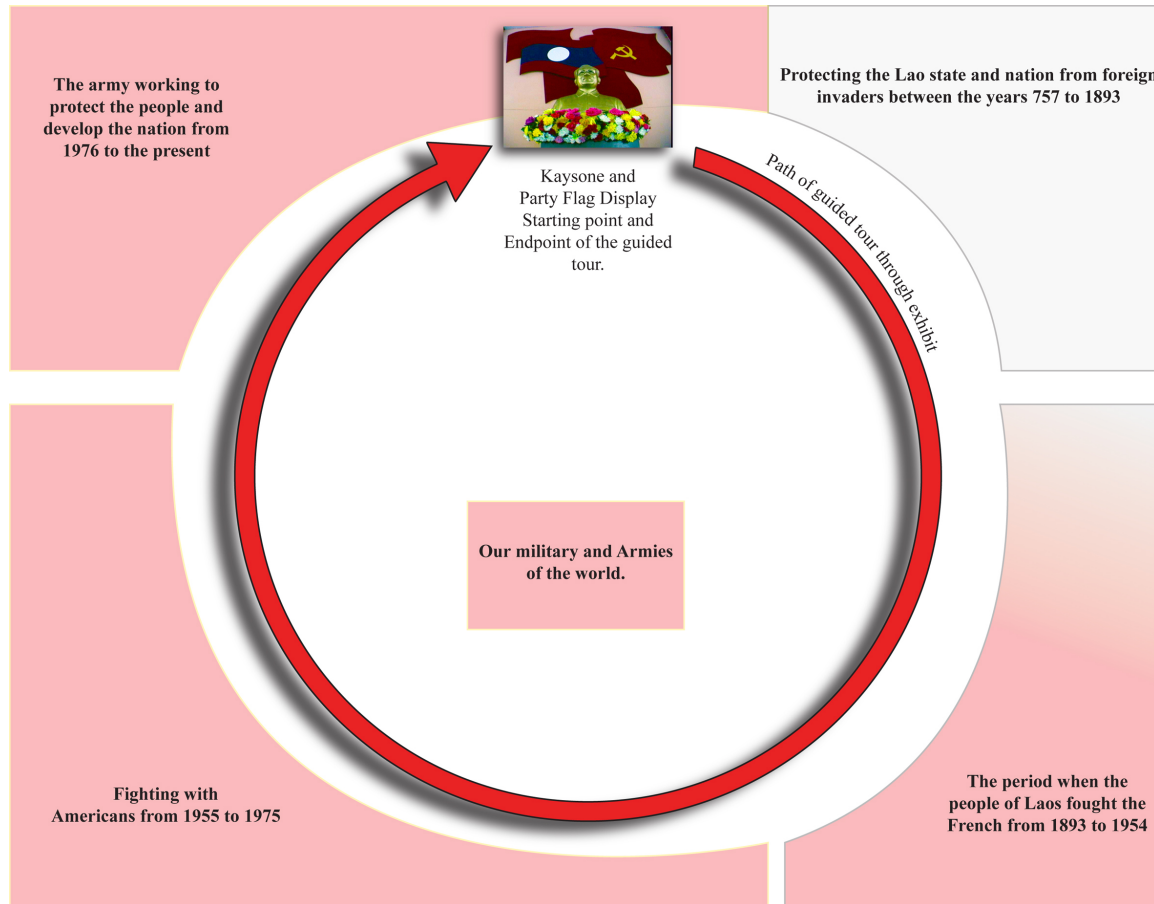 The army working to
protect the people and
develop the nation from
1976 to the present
Protecting the Lao state and nation from foreign
invaders between the years 757 to 1893
Kaysone and
Party Flag Display
Starting point and
Endpoint of the guided
tour.
Path of guided tour through exhibit
Our military and Armies
of the world.
Fighting with
Americans from 1955 to 1975
The period when the
people of Laos fought the
French from 1893 to 1954